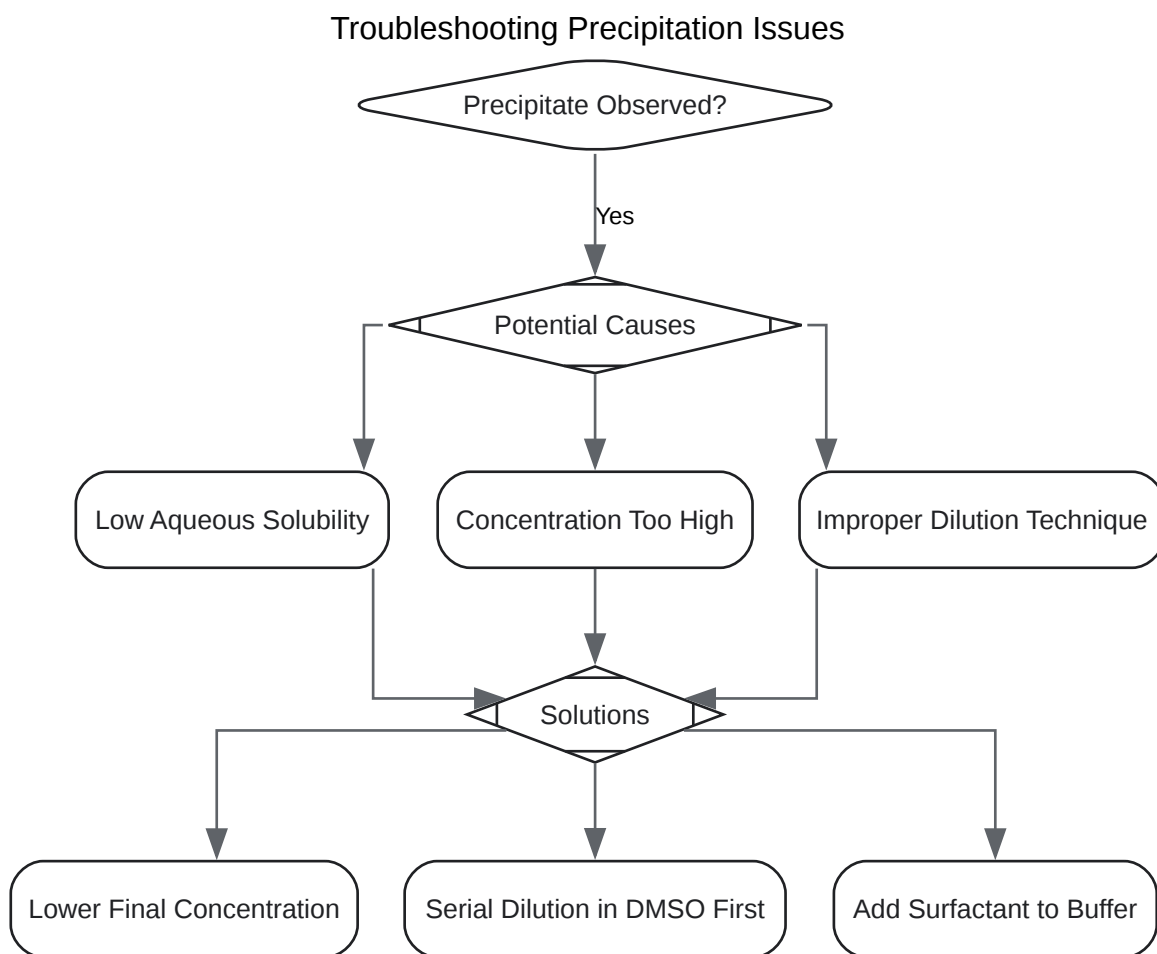 Troubleshooting Precipitation Issues
Precipitate Observed?
Yes
Potential Causes
Low Aqueous Solubility
Concentration Too High
Improper Dilution Technique
Solutions
Lower Final Concentration
Serial Dilution in DMSO First
Add Surfactant to Buffer